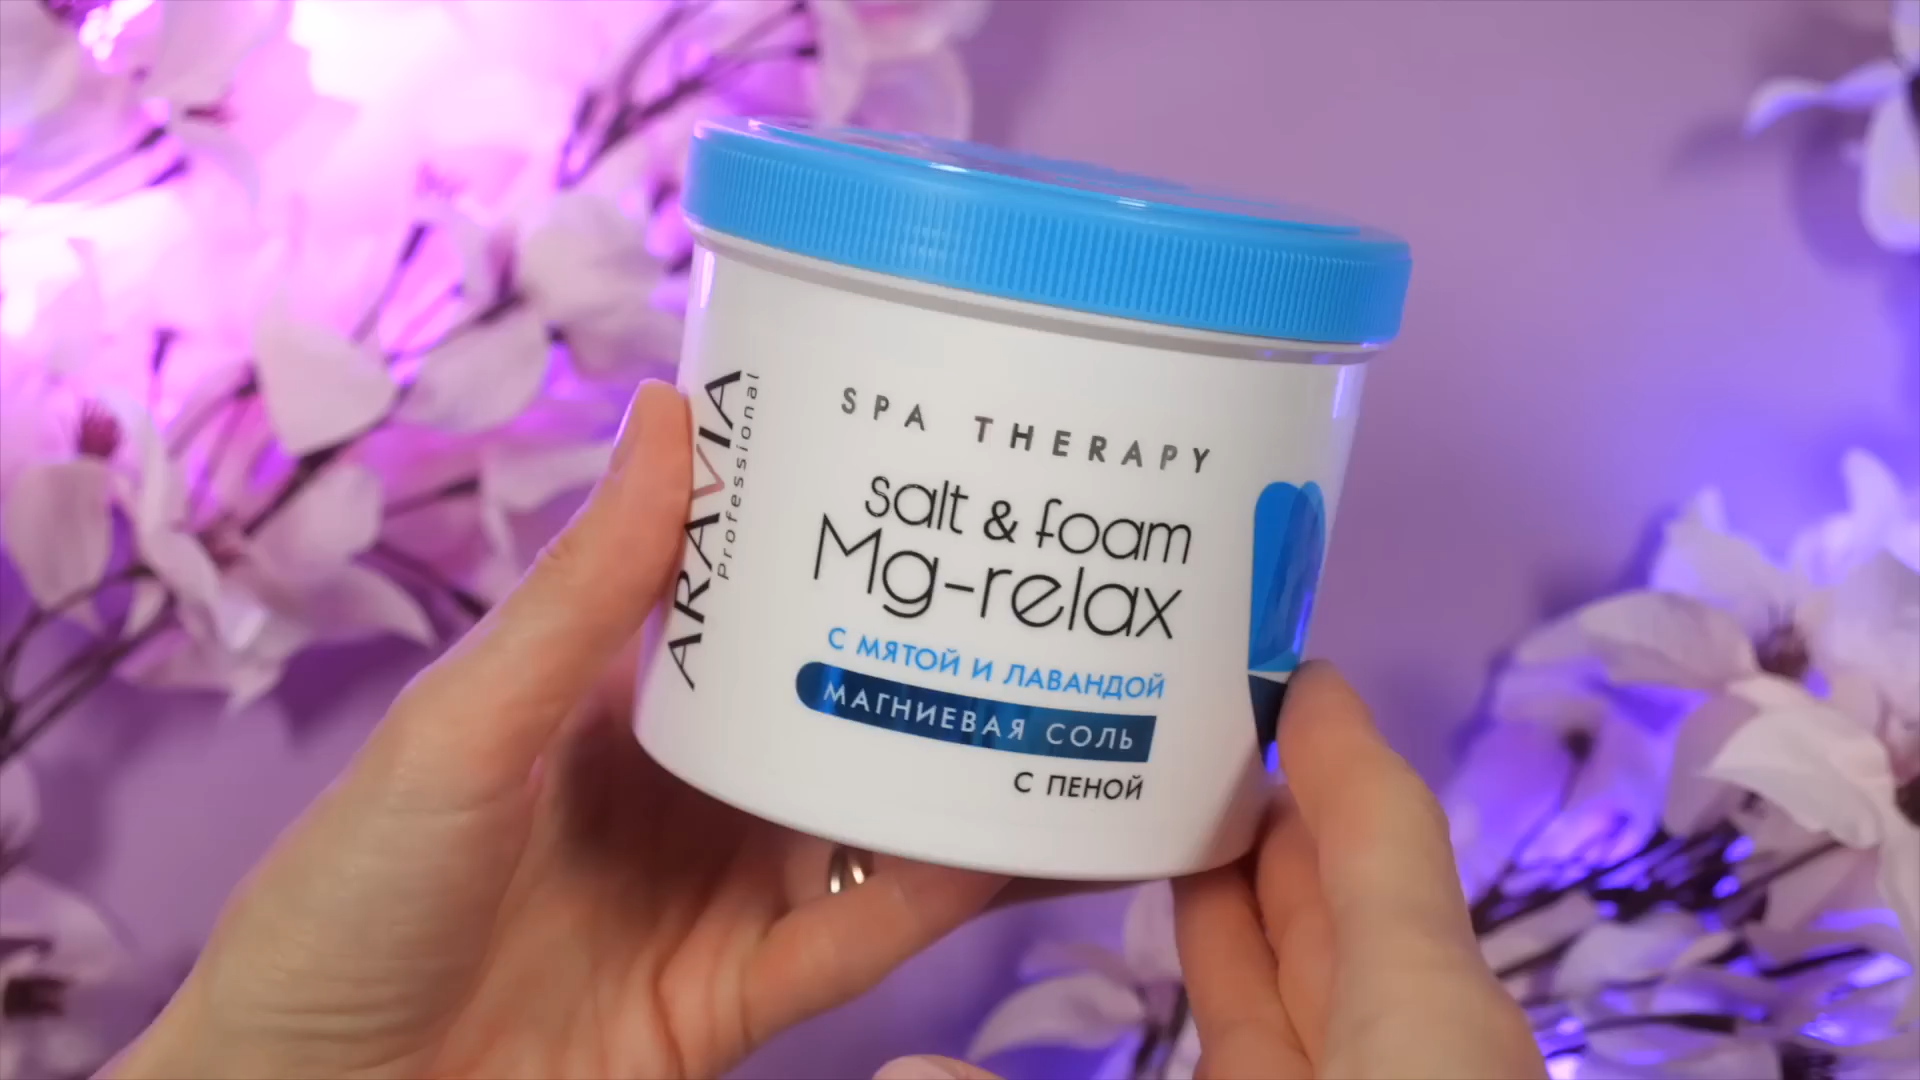 ARAVIA
Professional
SPA THERAPY
salt & foam
Mg-relax
С МЯТОЙ И ЛАВАНДОЙ
МАГНИЕВАЯ СОЛЬ
С ПЕНОЙ